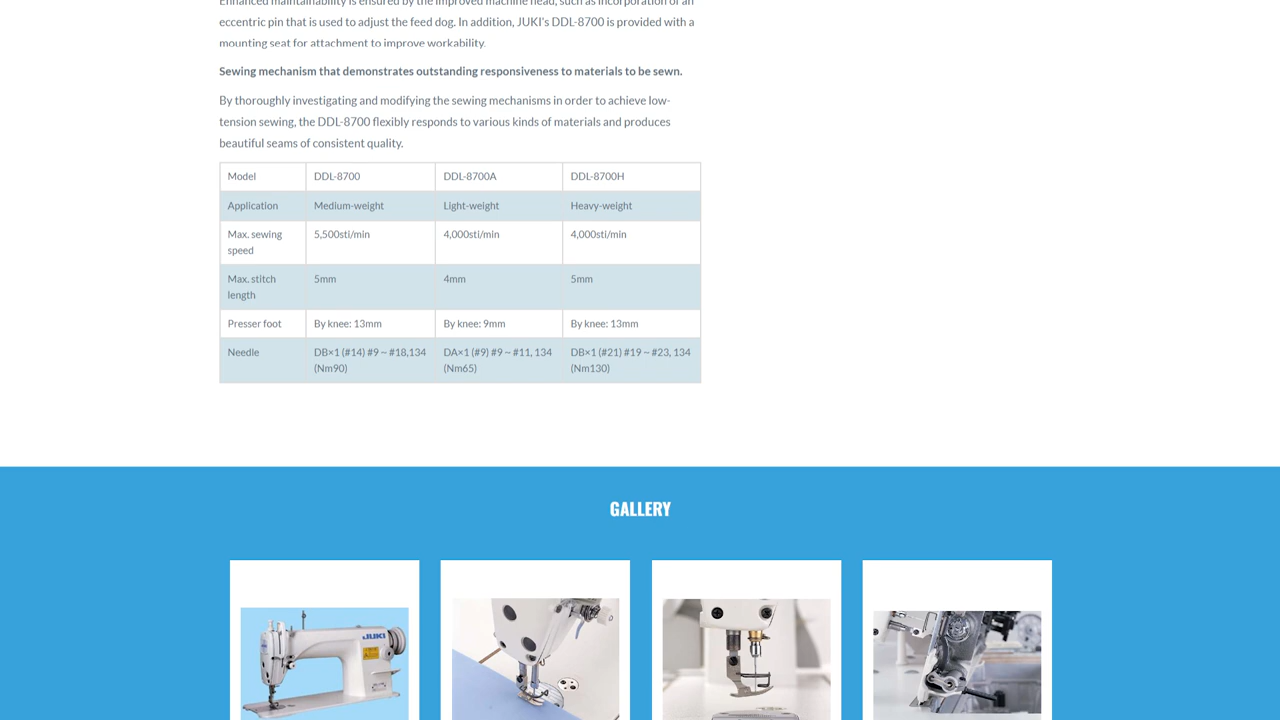 Enhanced maintainability is ensured by the improved machine head, such as incorporation of an
eccentric pin that is used to adjust the feed dog. In addition, JUKI's DDL-8700 is provided with a
mounting seat for attachment to improve workability.
Sewing mechanism that demonstrates outstanding responsiveness to materials to be sewn.
By thoroughly investigating and modifying the sewing mechanisms in order to achieve low-
tension sewing, the DDL-8700 flexibly responds to various kinds of materials and produces
beautiful seams of consistent quality.
Model DDL-8700 DDL-8700A DDL-8700H
Application Medium-weight Light-weight Heavy-weight
Max. sewing 5,500sti/min 4,000sti/min 4,000sti/min
speed
Max. stitch 5mm 4mm 5mm
length
Presser foot By knee: 13mm By knee: 9mm By knee: 13mm
Needle DB×1 (#14) #9 ~ #18,134 DA×1 (#9) #9 ~ #11, 134 DB×1 (#21) #19 ~ #23, 134
(Nm90) (Nm65) (Nm130)
GALLERY
JUKI